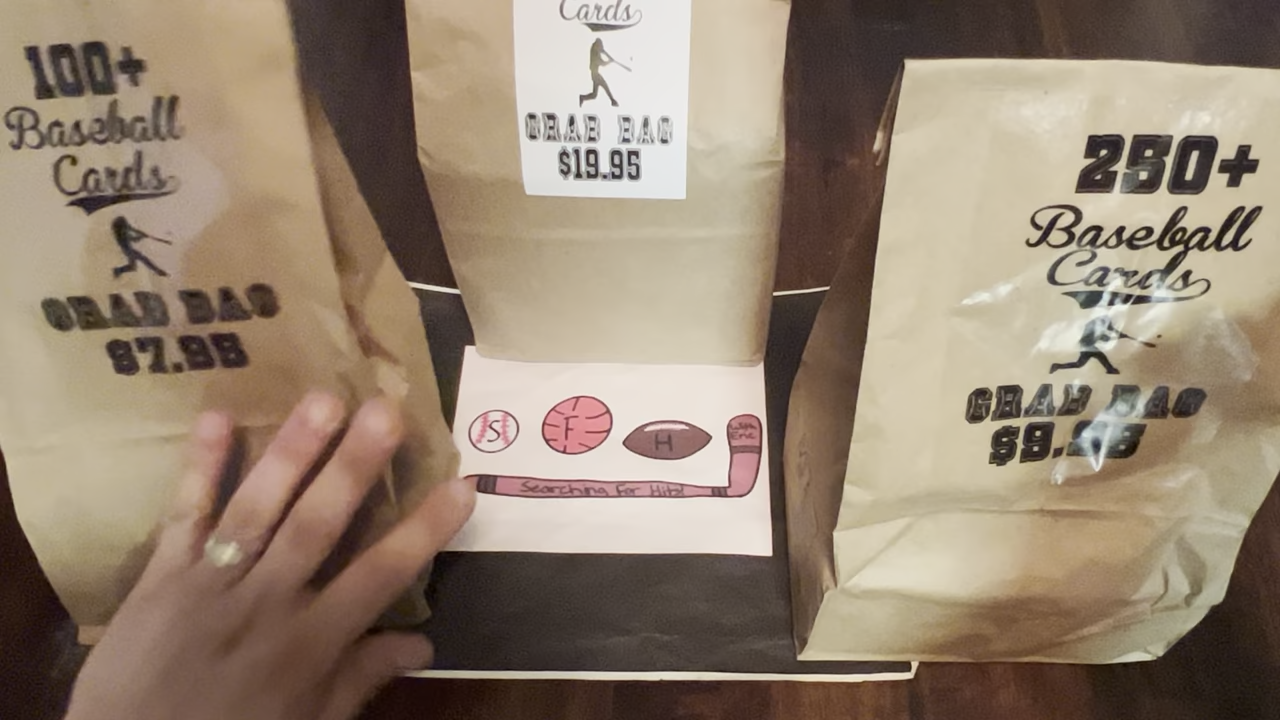 100+
Baseball
Cards
GRAB BAG
$7.95
Cards
GRAB BAG
$19.95
250+
Baseball
Cards
GRAB BAG
S
F
H
With
Eric
Searching For Hits!